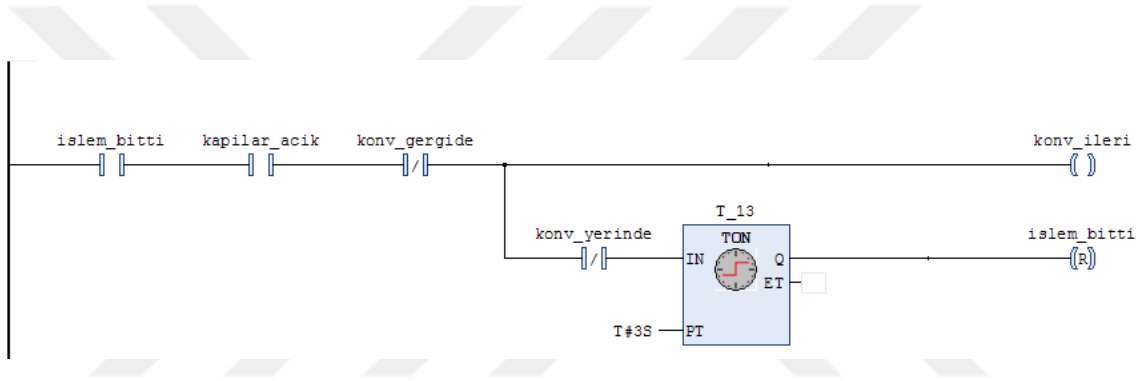 islem_bitti kapilar_acik konv_gergide konv_ileri
/
T_13
konv_yerinde TON islem_bitti
/ IN Q R
ET
T#3S PT